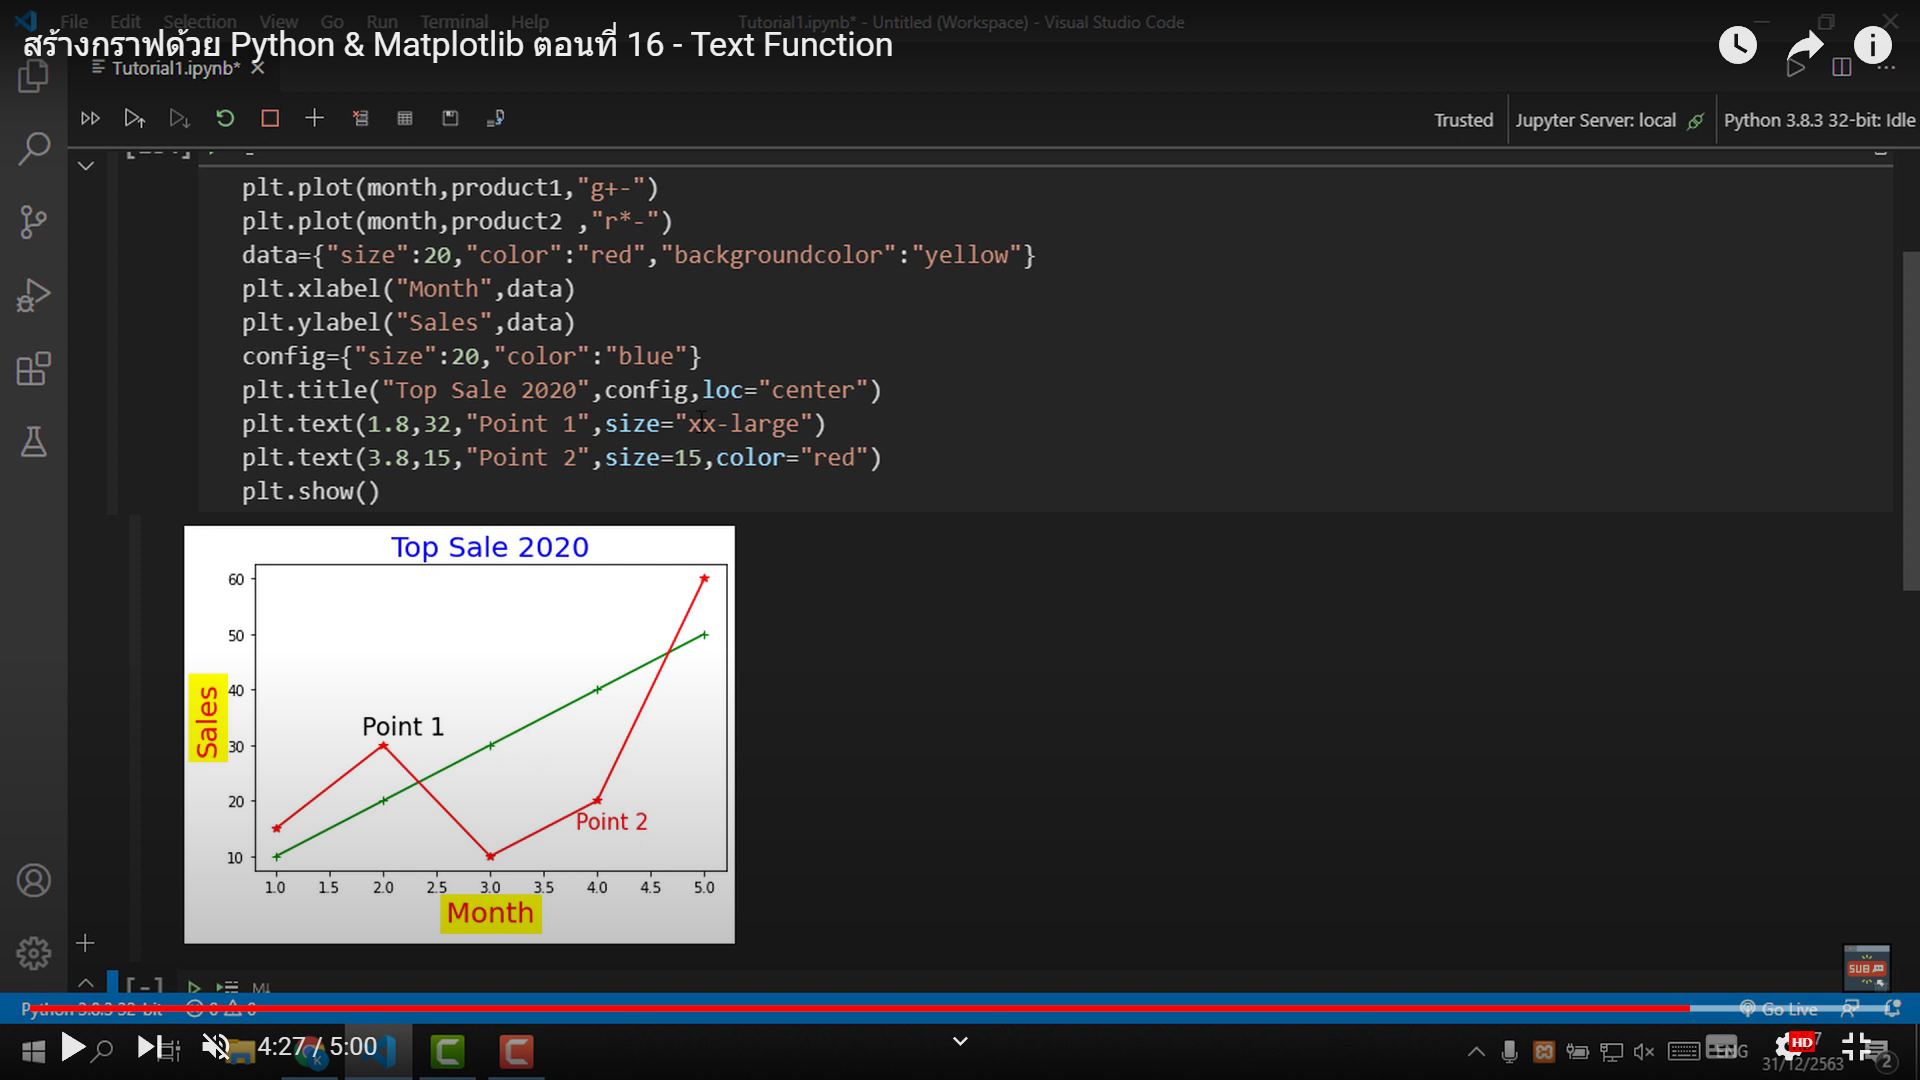 File Edit Selection View Go Run Terminal Help
Tutorial1.ipynb* - Untitled (Workspace) - Visual Studio Code
สร้างกราฟด้วย Python & Matplotlib ตอนที่ 16 - Text Function
Tutorial1.ipynb*
Trusted
Jupyter Server: local
Python 3.8.3 32-bit: Idle
plt.plot(month,product1,"g+-")
plt.plot(month,product2 ,"r*-")
data={"size":20,"color":"red","backgroundcolor":"yellow"}
plt.xlabel("Month",data)
plt.ylabel("Sales",data)
config={"size":20,"color":"blue"}
plt.title("Top Sale 2020",config,loc="center")
plt.text(1.8,32,"Point 1",size="xx-large")
plt.text(3.8,15,"Point 2",size=15,color="red")
plt.show()
Top Sale 2020
60
50
40
30
20
10
Sales
Point 1
Point 2
1.0 1.5 2.0 2.5 3.0 3.5 4.0 4.5 5.0
Month
[-]
M↓
SUB
Python 3.8.3 32-bit
0
0
Go Live
4:27 / 5:00
ENG
HD
31/12/2563
2